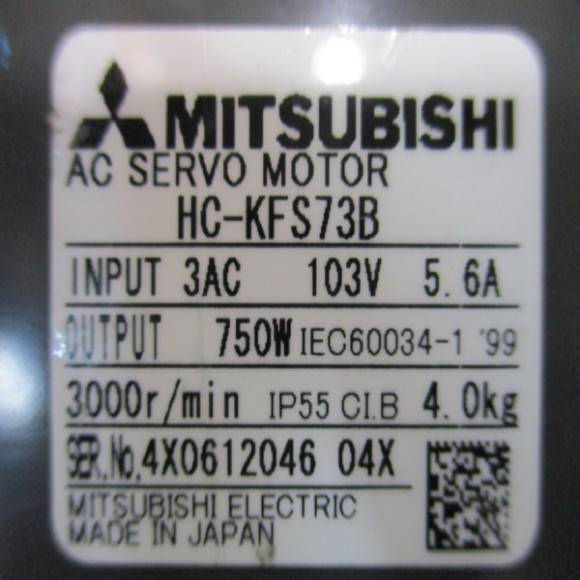 MITSUBISHI
AC SERVO MOTOR
HC-KFS73B
INPUT 3AC 103V 5.6A
OUTPUT 750W IEC60034-1 '99
3000r/min IP55 CI.B 4.0kg
SER.No.4X0612046 04X
MITSUBISHI ELECTRIC
MADE IN JAPAN